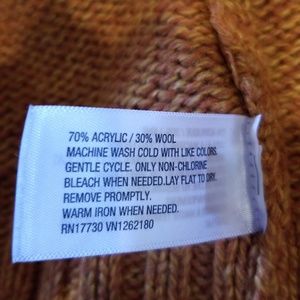 70% ACRYLIC / 30% WOOL
MACHINE WASH COLD WITH LIKE COLORS.
GENTLE CYCLE. ONLY NON-CHLORINE
BLEACH WHEN NEEDED.LAY FLAT TO DRY.
REMOVE PROMPTLY.
WARM IRON WHEN NEEDED.
RN17730 VN1262180